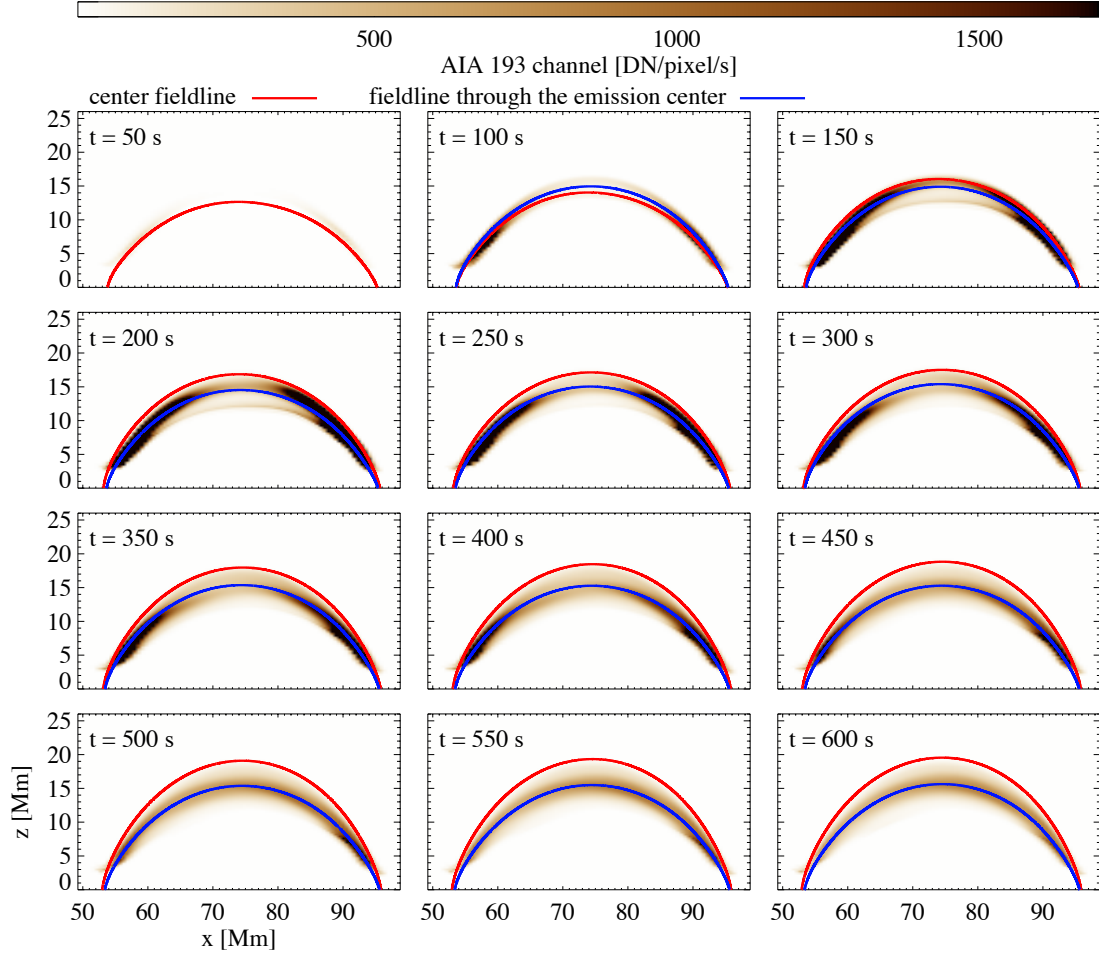 500 1000 1500
AIA 193 channel [DN/pixel/s]
center fieldline fieldline through the emission center
25
20
15
10
5
0
t = 50 s t = 100 s t = 150 s
25
20
15
10
5
0
t = 200 s t = 250 s t = 300 s
25
20
15
10
5
0
t = 350 s t = 400 s t = 450 s
25
20
15
10
5
0
t = 500 s t = 550 s t = 600 s
z [Mm]
50 60 70 80 90 50 60 70 80 90 50 60 70 80 90
x [Mm]